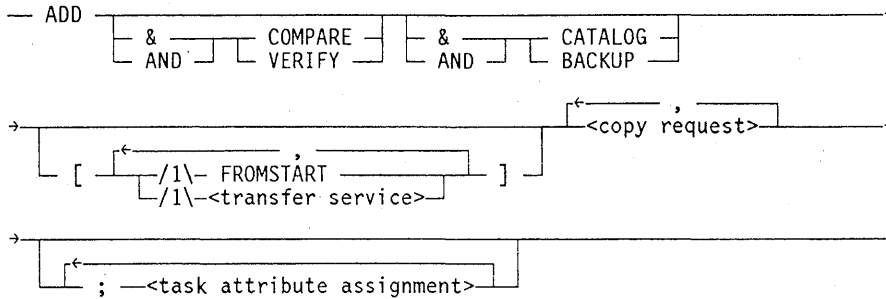 ADD
& COMPARE & CATALOG
AND VERIFY AND BACKUP
,
<copy request>
,
[ /1\ FROMSTART ]
/1\ <transfer service>
; <task attribute assignment>